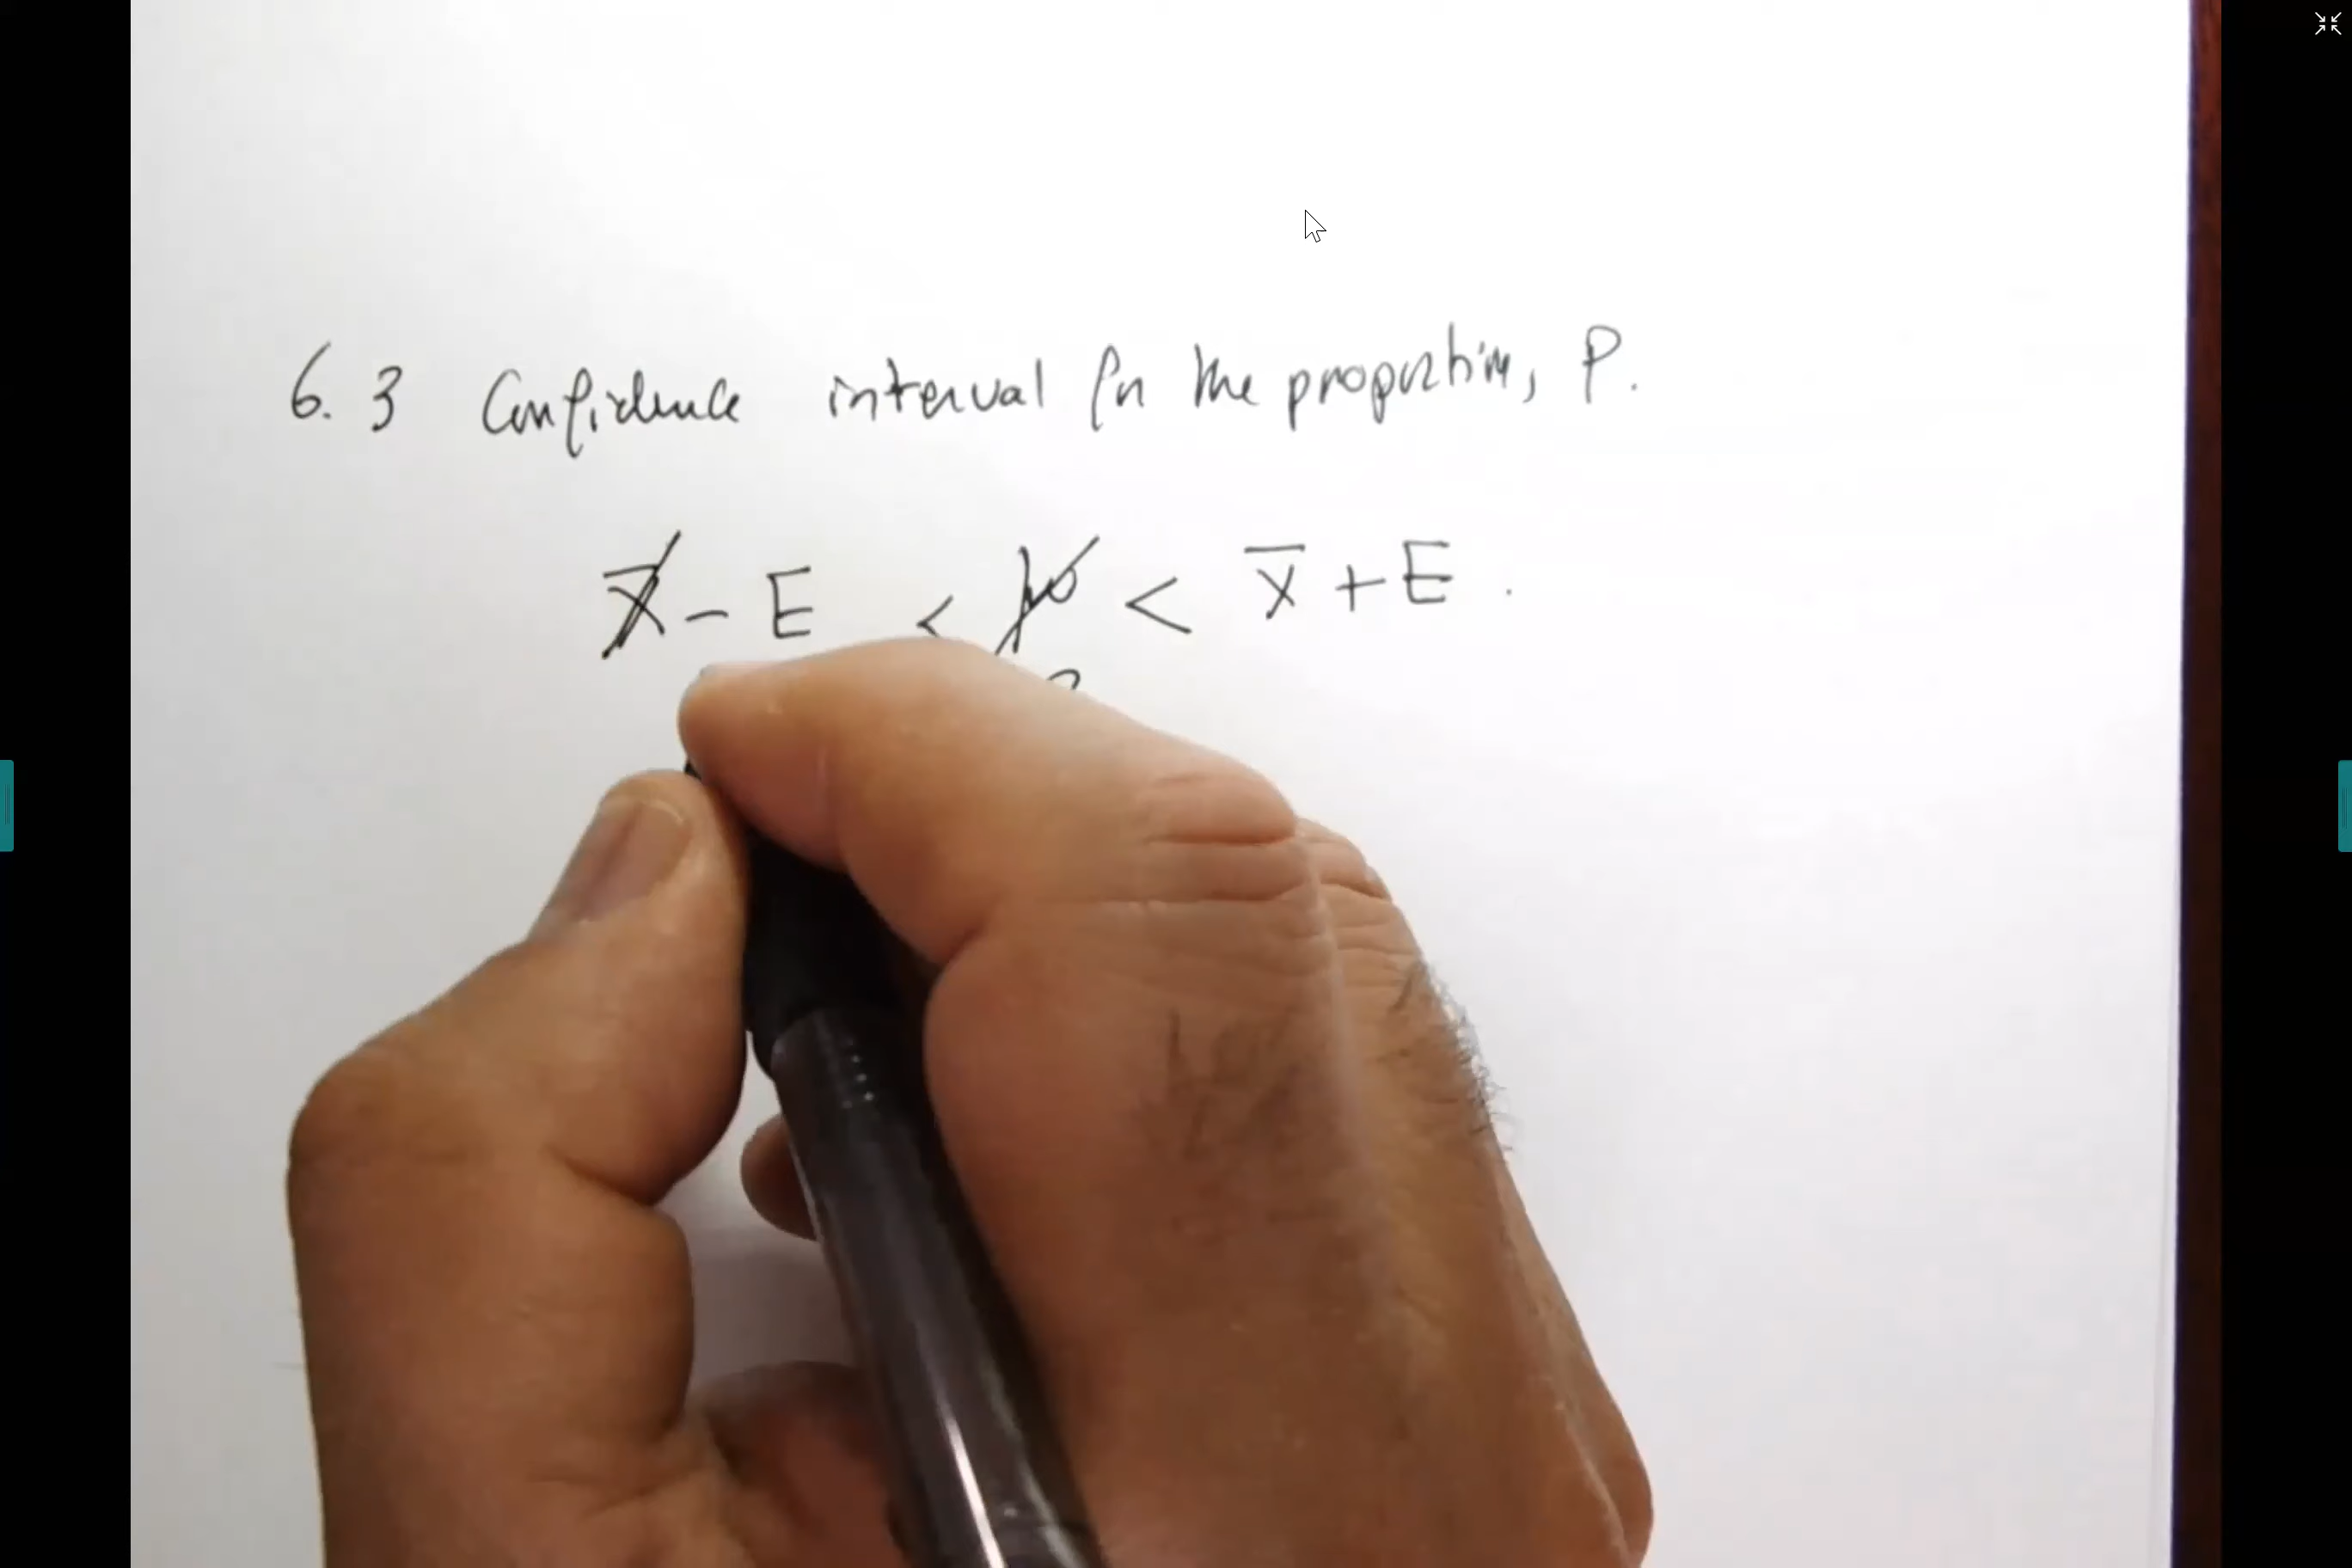 6.3 Confidence interval for the proportion, P.
x̄ - E < μ < x̄ + E.